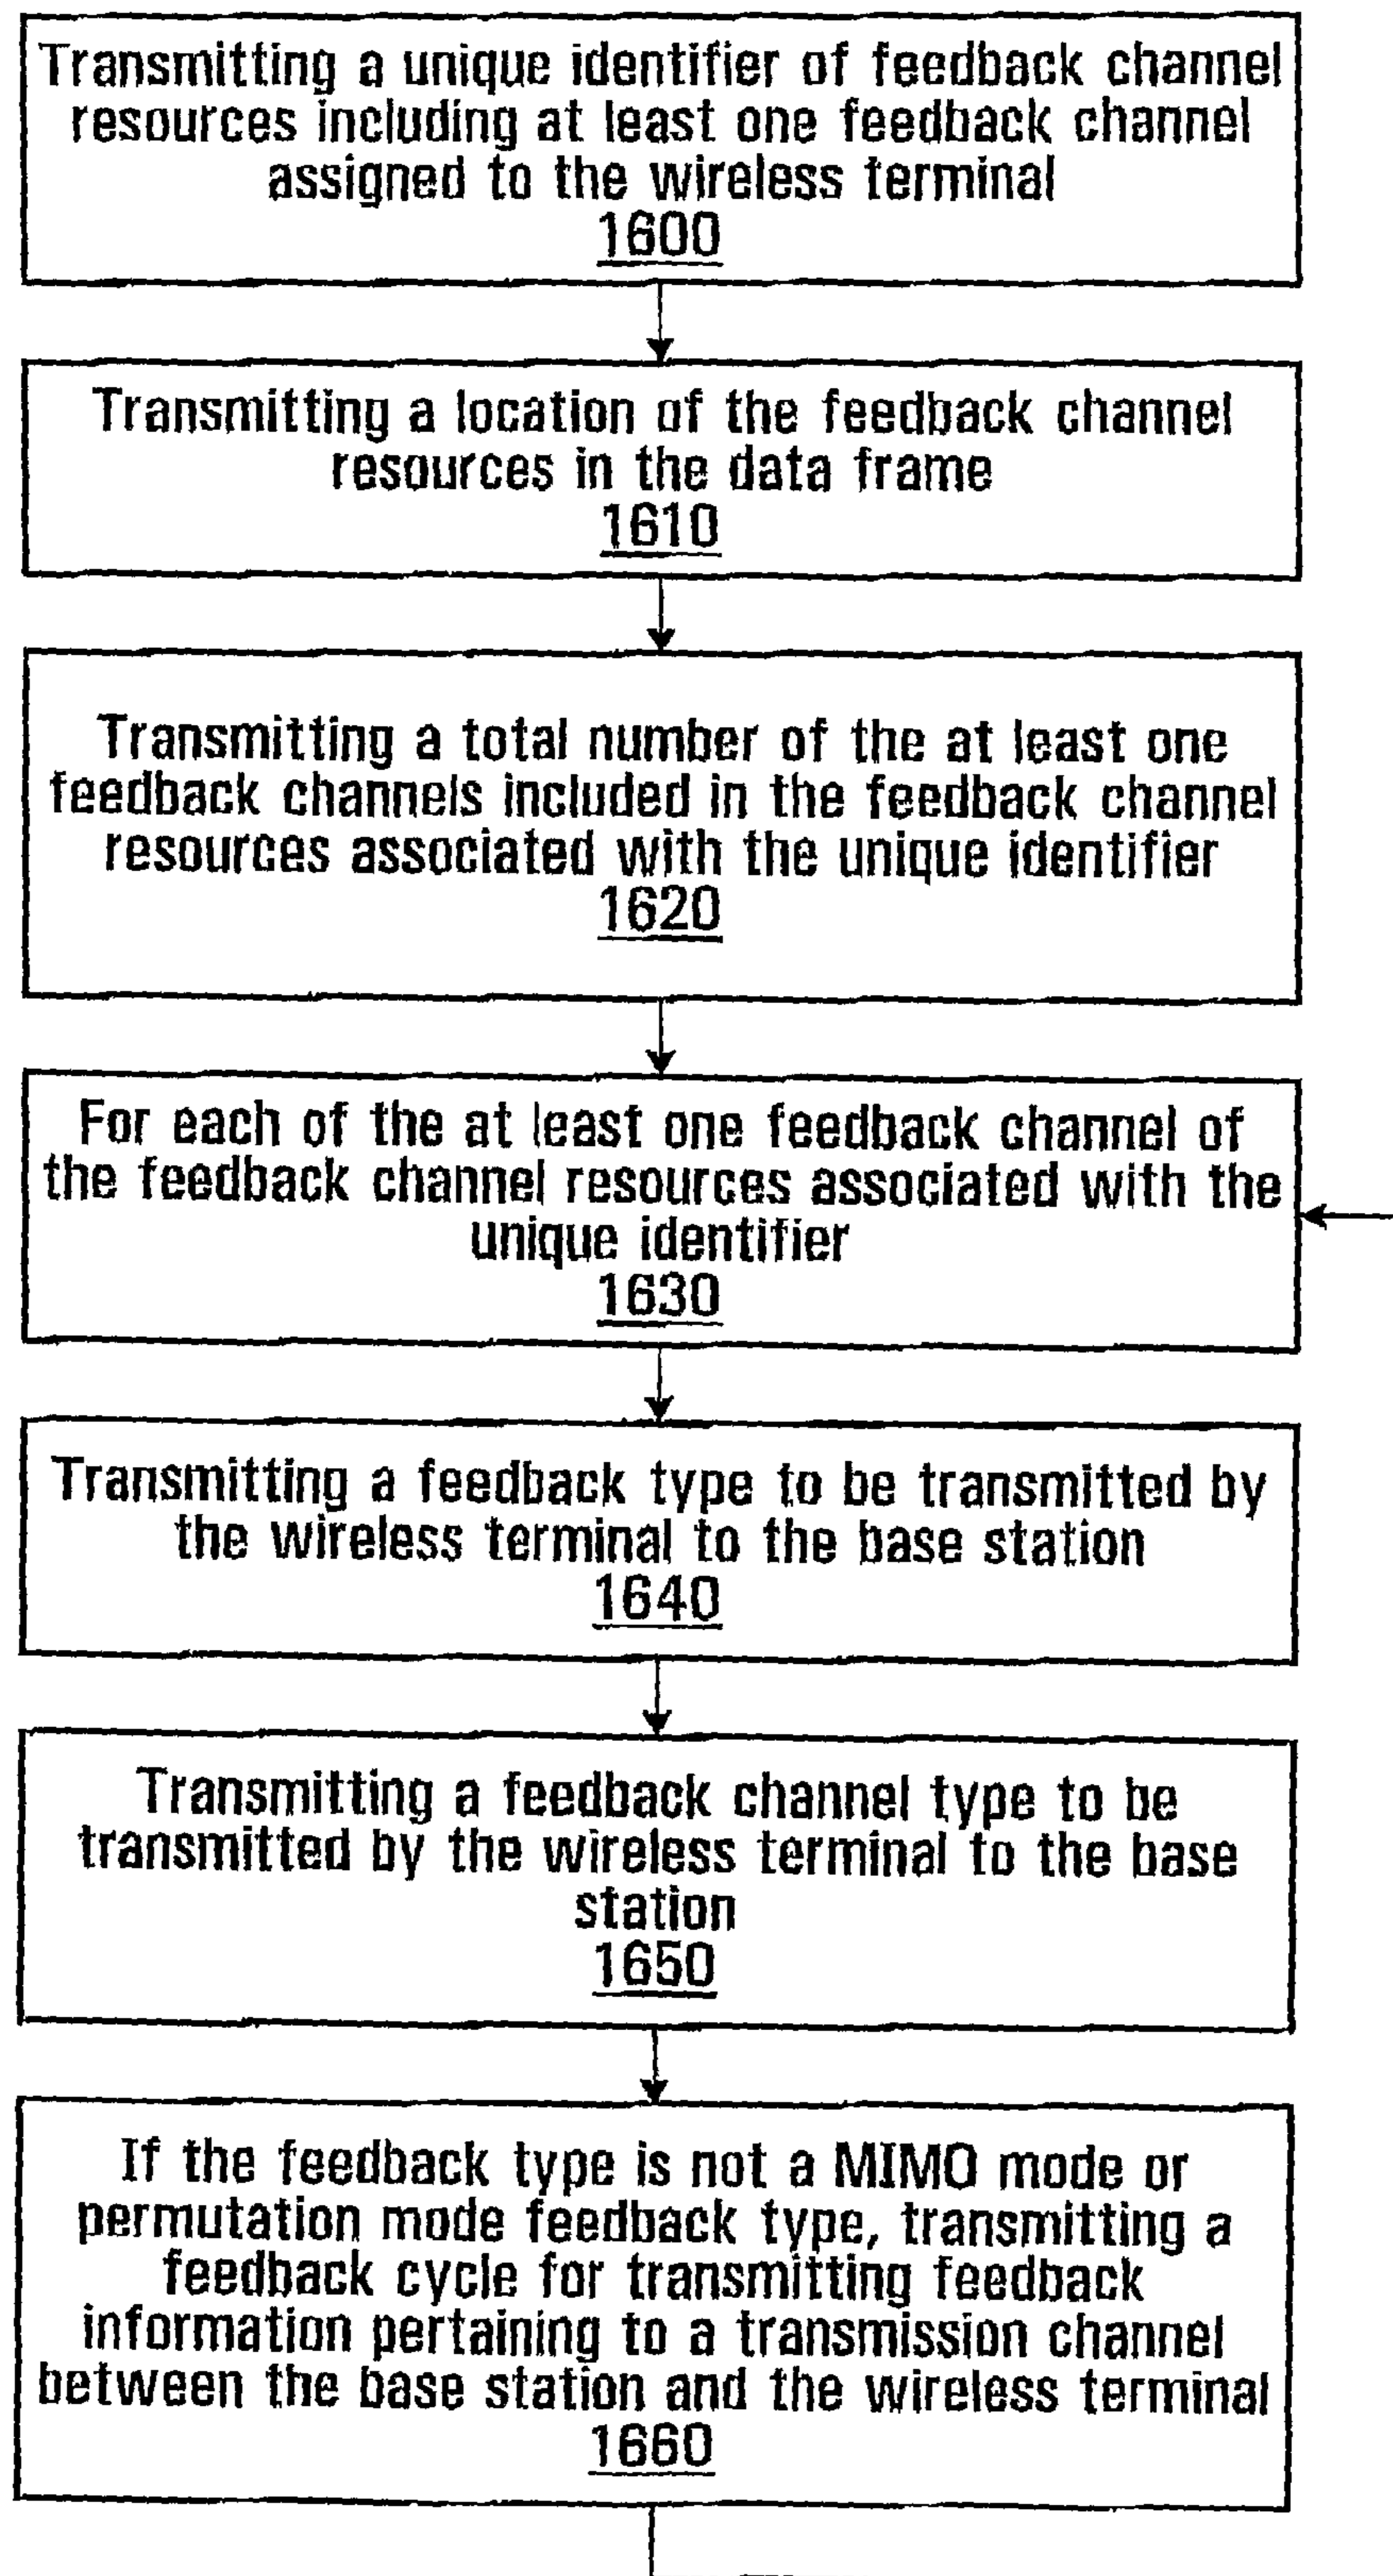 Transmitting a unique identifier of feedback channel
resources including at least one feedback channel
assigned to the wireless terminal
1600
Transmitting a location of the feedback channel
resources in the data frame
1610
Transmitting a total number of the at least one
feedback channels included in the feedback channel
resources associated with the unique identifier
1620
For each of the at least one feedback channel of
the feedback channel resources associated with the
unique identifier
1630
Transmitting a feedback type to be transmitted by
the wireless terminal to the base station
1640
Transmitting a feedback channel type to be
transmitted by the wireless terminal to the base
station
1650
If the feedback type is not a MIMO mode or
permutation mode feedback type, transmitting a
feedback cycle for transmitting feedback
information pertaining to a transmission channel
between the base station and the wireless terminal
1660